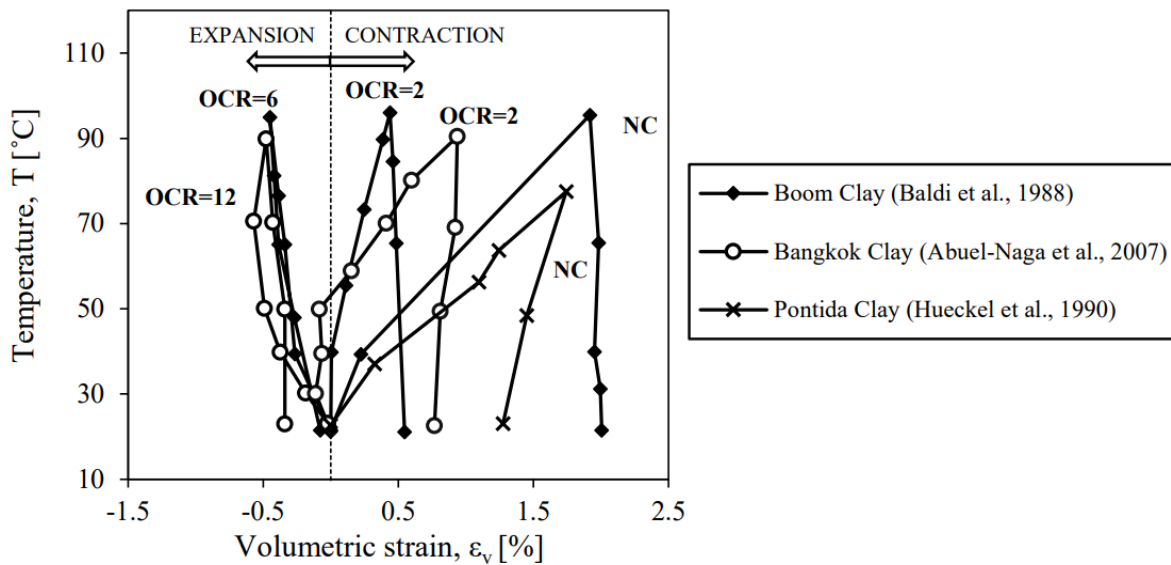 EXPANSION CONTRACTION
110
OCR=6 OCR=2
OCR=2
NC
90
OCR=12
70
NC
50
30
10
-1.5 -0.5 0.5 1.5 2.5
Temperature, T [˚C]
Volumetric strain, εv [%]
Boom Clay (Baldi et al., 1988)
Bangkok Clay (Abuel-Naga et al., 2007)
Pontida Clay (Hueckel et al., 1990)